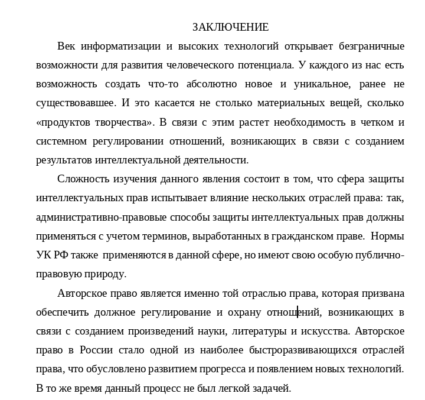 ЗАКЛЮЧЕНИЕ
Век информатизации и высоких технологий открывает безграничные
возможности для развития человеческого потенциала. У каждого из нас есть
возможность создать что-то абсолютно новое и уникальное, ранее не
существовавшее. И это касается не столько материальных вещей, сколько
«продуктов творчества». В связи с этим растет необходимость в четком и
системном регулировании отношений, возникающих в связи с созданием
результатов интеллектуальной деятельности.
Сложность изучения данного явления состоит в том, что сфера защиты
интеллектуальных прав испытывает влияние нескольких отраслей права: так,
административно-правовые способы защиты интеллектуальных прав должны
применяться с учетом терминов, выработанных в гражданском праве. Нормы
УК РФ также применяются в данной сфере, но имеют свою особую публично-
правовую природу.
Авторское право является именно той отраслью права, которая призвана
обеспечить должное регулирование и охрану отношений, возникающих в
связи с созданием произведений науки, литературы и искусства. Авторское
право в России стало одной из наиболее быстроразвивающихся отраслей
права, что обусловлено развитием прогресса и появлением новых технологий.
В то же время данный процесс не был легкой задачей.